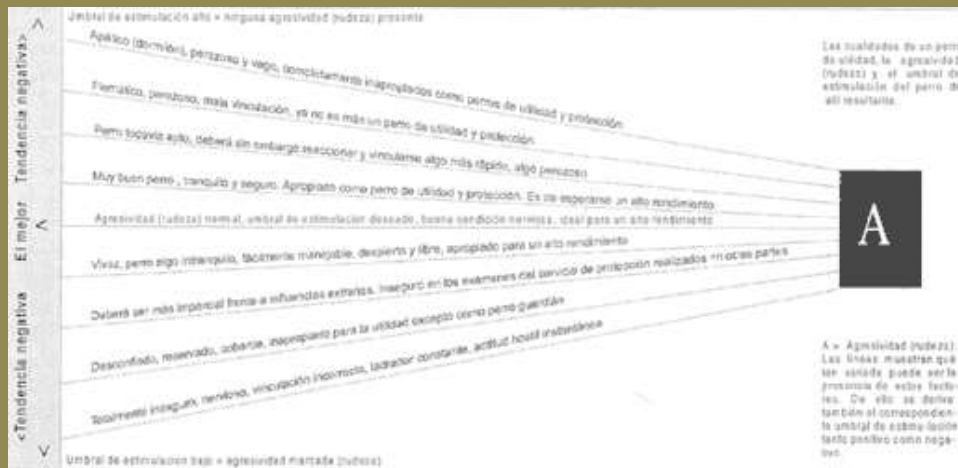 Umbral de estimulación alto = ninguna agresividad (rudeza) presente
Apático (dormilón), perezoso y vago, completamente inapropiados como perros de utilidad y protección
Flemático, perezoso, mala vinculación, ya no es más un perro de utilidad y protección
Perro todavía apto, deberá sin embargo reaccionar y vincularse algo más rápido, algo perezoso
Muy buen perro, tranquilo y seguro. Apropiado como perro de utilidad y protección. Es de esperarse un alto rendimiento
Agresividad (rudeza) normal, umbral de estimulación deseado, buena condición nerviosa, ideal para un alto rendimiento
Vivaz, perro algo intranquilo, fácilmente manejable, despierto y libre, apropiado para un alto rendimiento
Deberá ser más imparcial frente a influencias extrañas. Inseguro en los exámenes del servicio de protección realizados en otras partes
Desconfiado, reservado, cobarde, inapropiado para la utilidad excepto como perro guardián
Totalmente inseguro, nervioso, vinculación incorrecta, ladrador constante, actitud hostil instantánea
Umbral de estimulación bajo = agresividad marcada (rudeza)
Tendencia negativa>
El mejor
<Tendencia negativa
Las cualidades de un perro
de utilidad, la agresividad
(rudeza) y el umbral de
estimulación del perro de
allí resultante.
A
A = Agresividad (rudeza).
Las líneas muestran qué
tan variada puede ser la
presencia de estos facto-
res. De ello se deriva
también el correspondien-
te umbral de estimu-lación
tanto positivo como nega-
tivo.